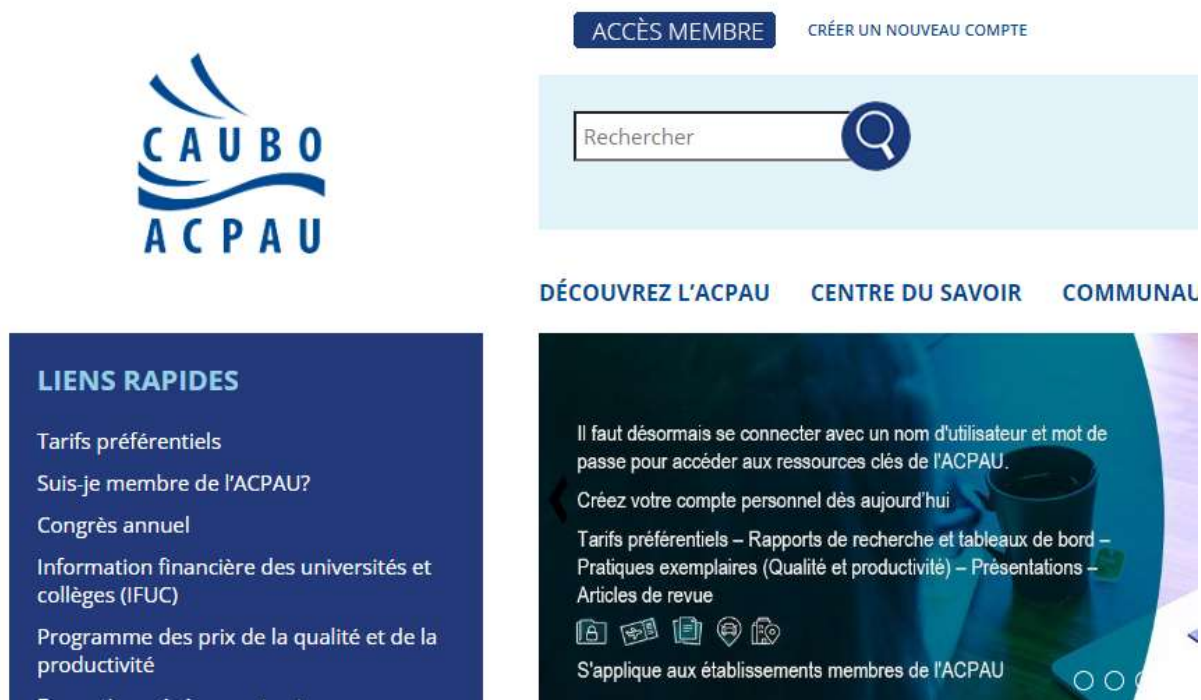 ACCÈS MEMBRE
CRÉER UN NOUVEAU COMPTE
CAUBO
ACPAU
Rechercher
DÉCOUVREZ L'ACPAU
CENTRE DU SAVOIR
LIENS RAPIDES
Tarifs préférentiels
Suis-je membre de l'ACPAU?
Congrès annuel
Information financière des universités et
collèges (IFUC)
Programme des prix de la qualité et de la
productivité
Il faut désormais se connecter avec un nom d'utilisateur et mot de
passe pour accéder aux ressources clés de l'ACPAU.
Créez votre compte personnel dès aujourd'hui
Tarifs préférentiels – Rapports de recherche et tableaux de bord –
Pratiques exemplaires (Qualité et productivité) – Présentations –
Articles de revue
S'applique aux établissements membres de l'ACPAU